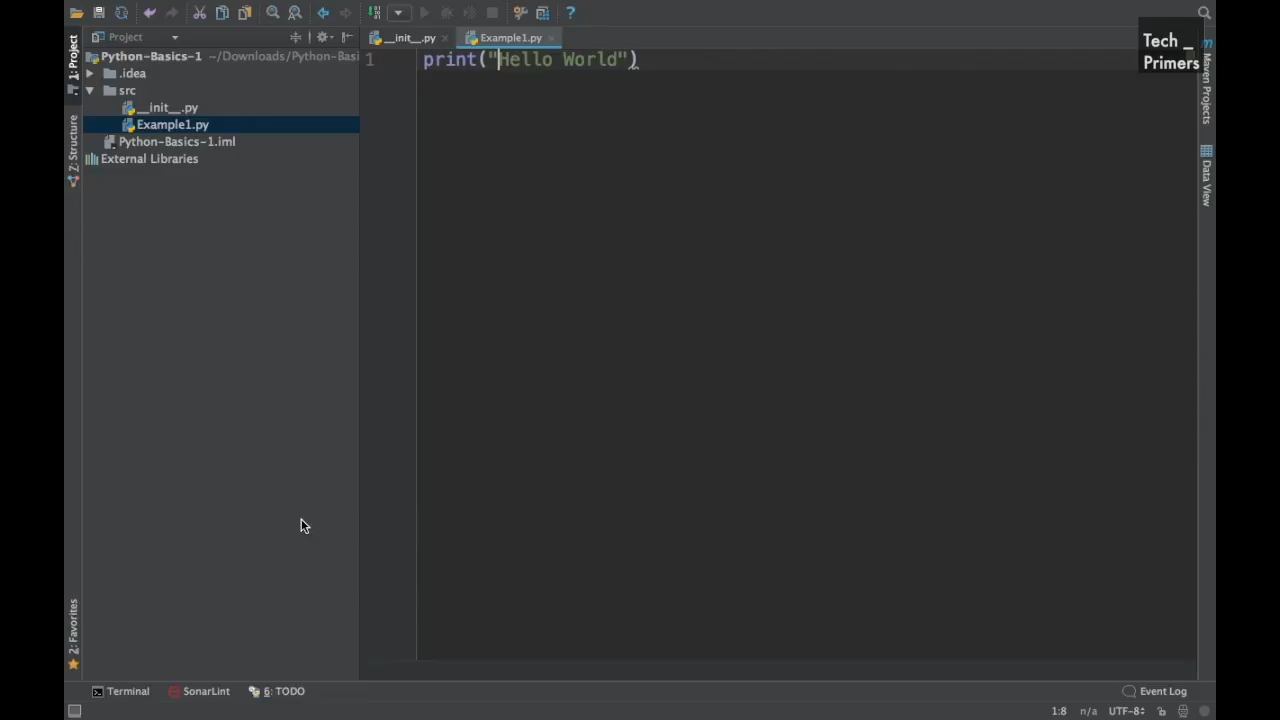 Project
__init__.py
Example1.py
Tech _
Primers
1: Project
Python-Basics-1 ~/Downloads/Python-Basi
.idea
src
__init__.py
Example1.py
Python-Basics-1.iml
External Libraries
1
print("Hello World")
Z: Structure
2: Favorites
Maven Projects
Data View
Terminal
SonarLint
6: TODO
Event Log
1:8
n/a
UTF-8